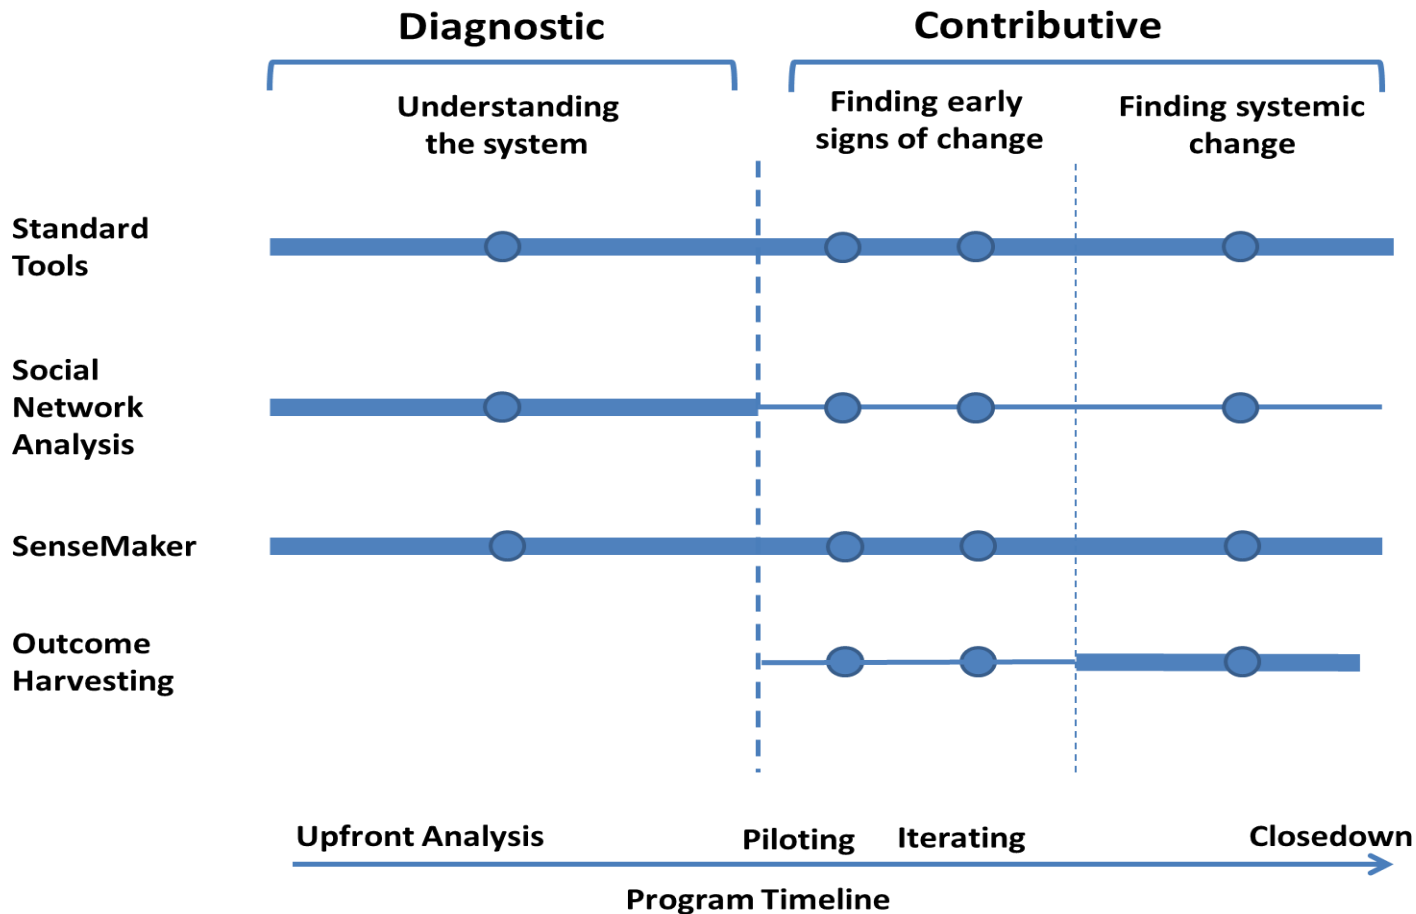 Diagnostic
Contributive
Understanding
the system
Finding early
signs of change
Finding systemic
change
Standard
Tools
Social
Network
Analysis
SenseMaker
Outcome
Harvesting
Upfront Analysis
Piloting
Iterating
Closedown
Program Timeline